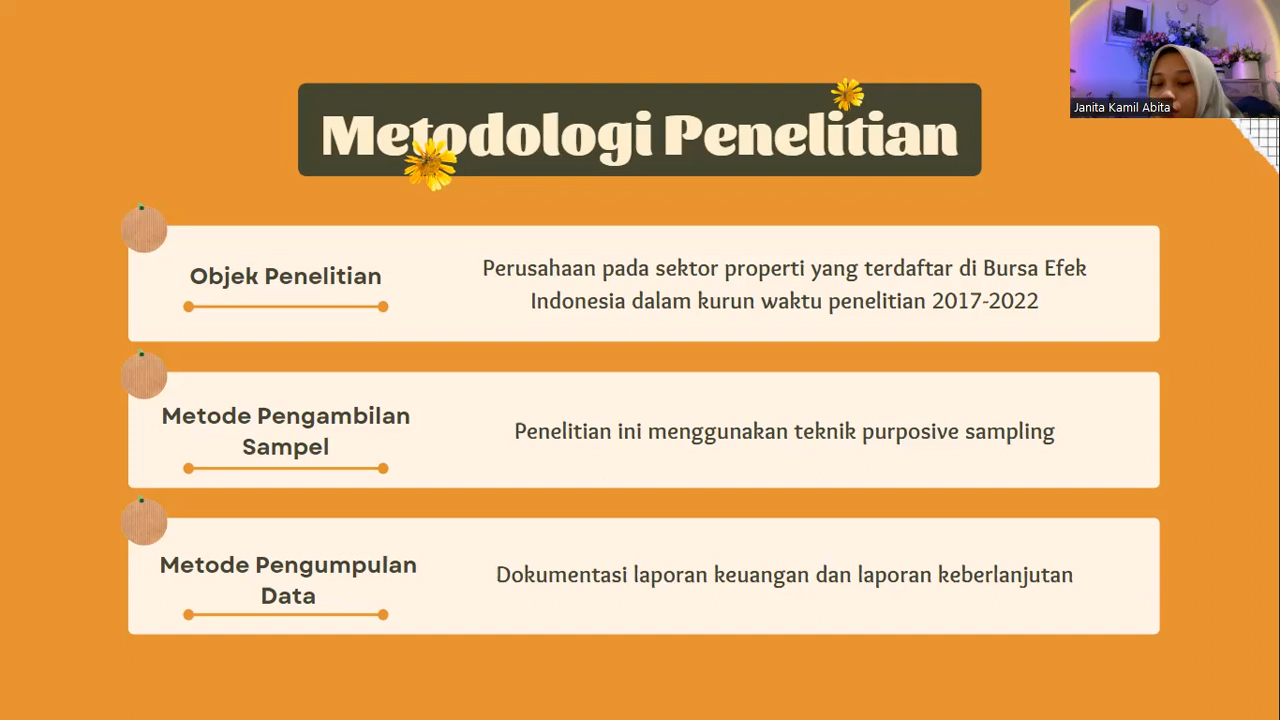 Janita Kamil Abita
Metodologi Penelitian
Objek Penelitian
Perusahaan pada sektor properti yang terdaftar di Bursa Efek
Indonesia dalam kurun waktu penelitian 2017-2022
Metode Pengambilan
Sampel
Penelitian ini menggunakan teknik purposive sampling
Metode Pengumpulan
Data
Dokumentasi laporan keuangan dan laporan keberlanjutan